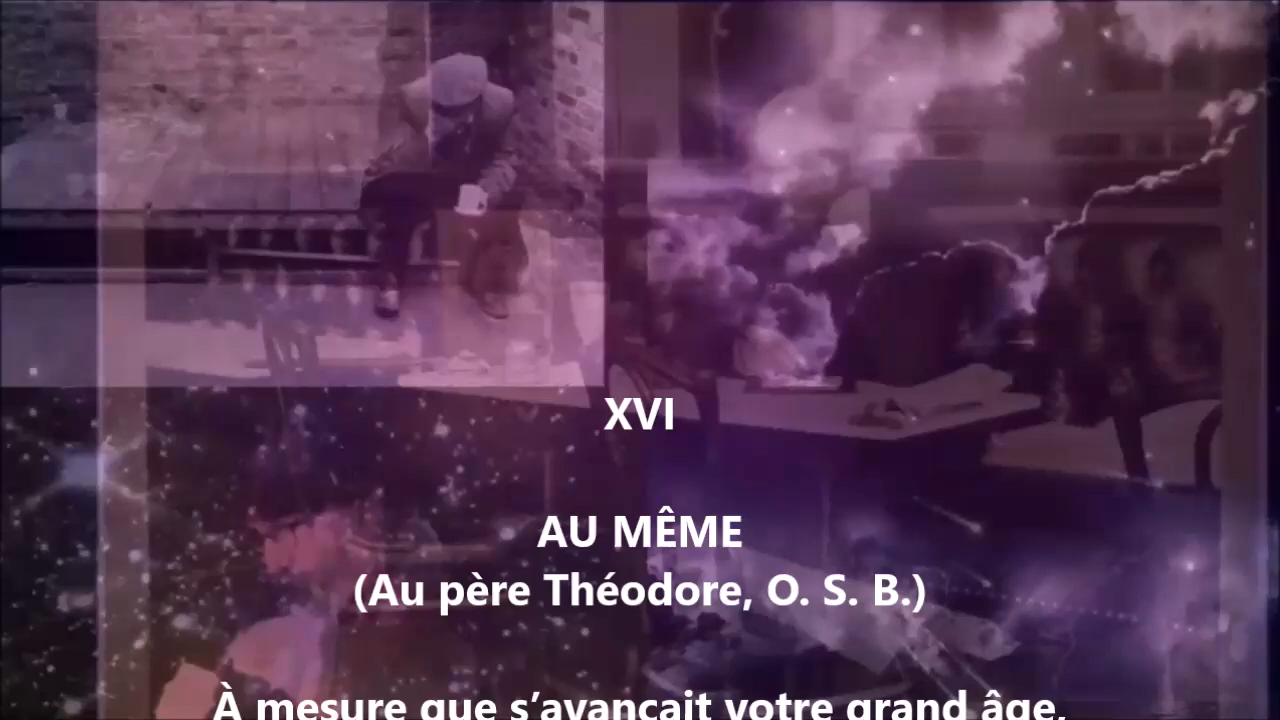 XVI
AU MÊME
(Au père Théodore, O. S. B.)
À mesure que s’avançait votre grand âge,